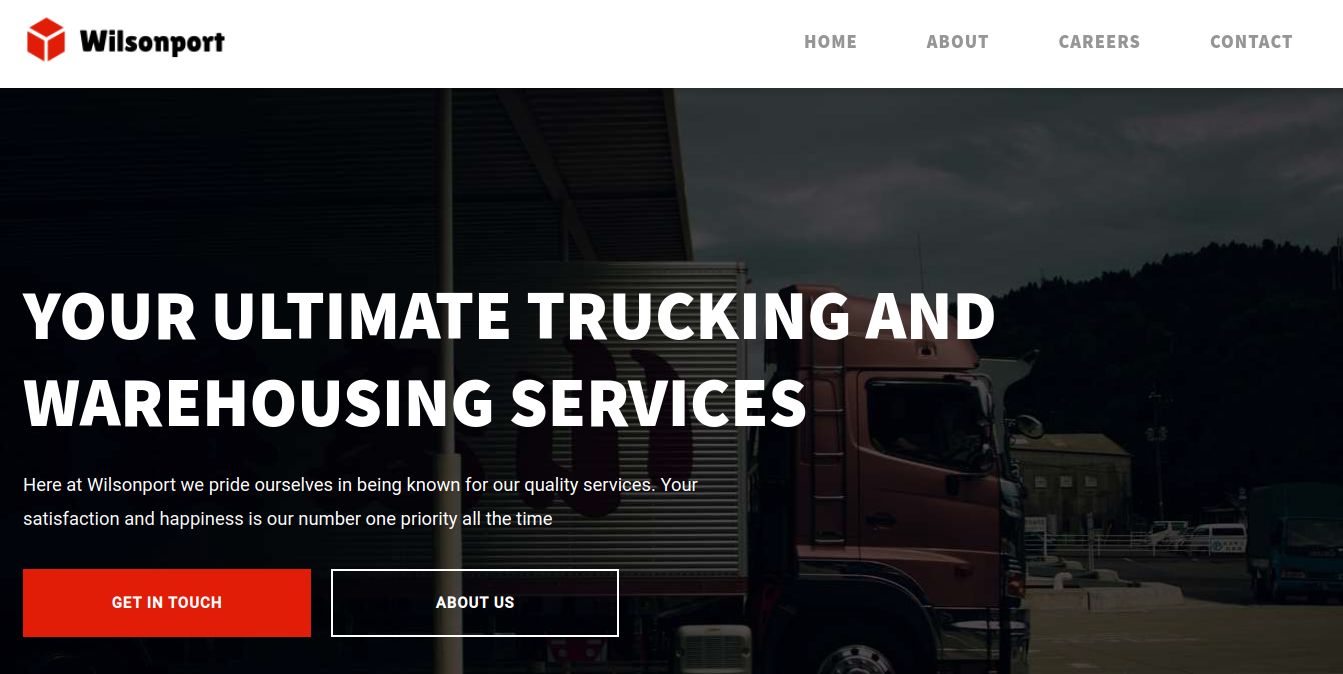 Wilsonport
HOME ABOUT CAREERS CONTACT
YOUR ULTIMATE TRUCKING AND
WAREHOUSING SERVICES
Here at Wilsonport we pride ourselves in being known for our quality services. Your
satisfaction and happiness is our number one priority all the time
GET IN TOUCH ABOUT US